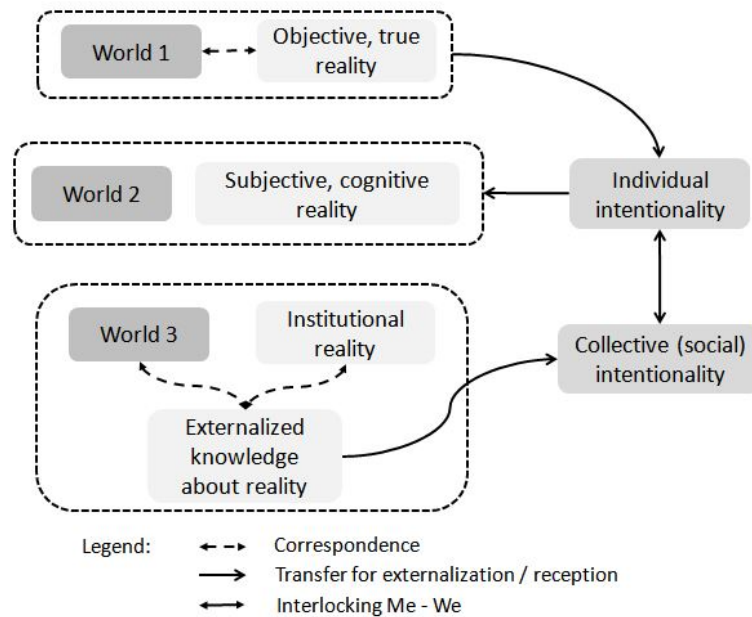 World 1
Objective, true
reality
World 2
Subjective, cognitive
reality
Individual
intentionality
World 3
Institutional
reality
Collective (social)
intentionality
Externalized
knowledge
about reality
Legend:
Correspondence
Transfer for externalization / reception
Interlocking Me - We